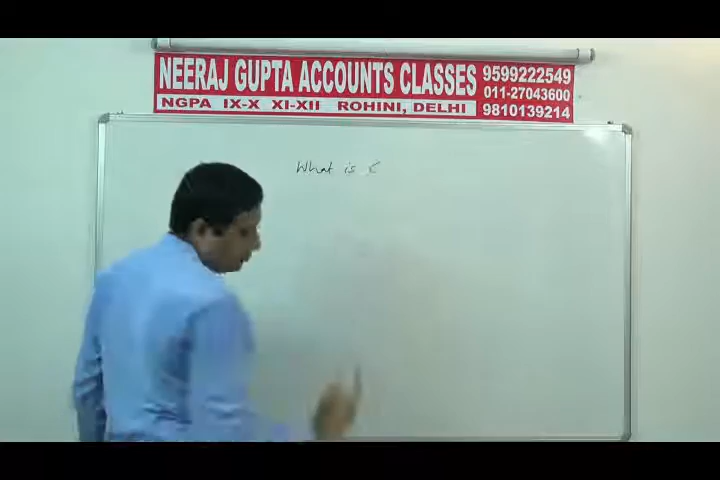 NEERAJ GUPTA ACCOUNTS CLASSES
NGPA IX-X XI-XII ROHINI, DELHI
9599222549
011-27043600
9810139214
What is